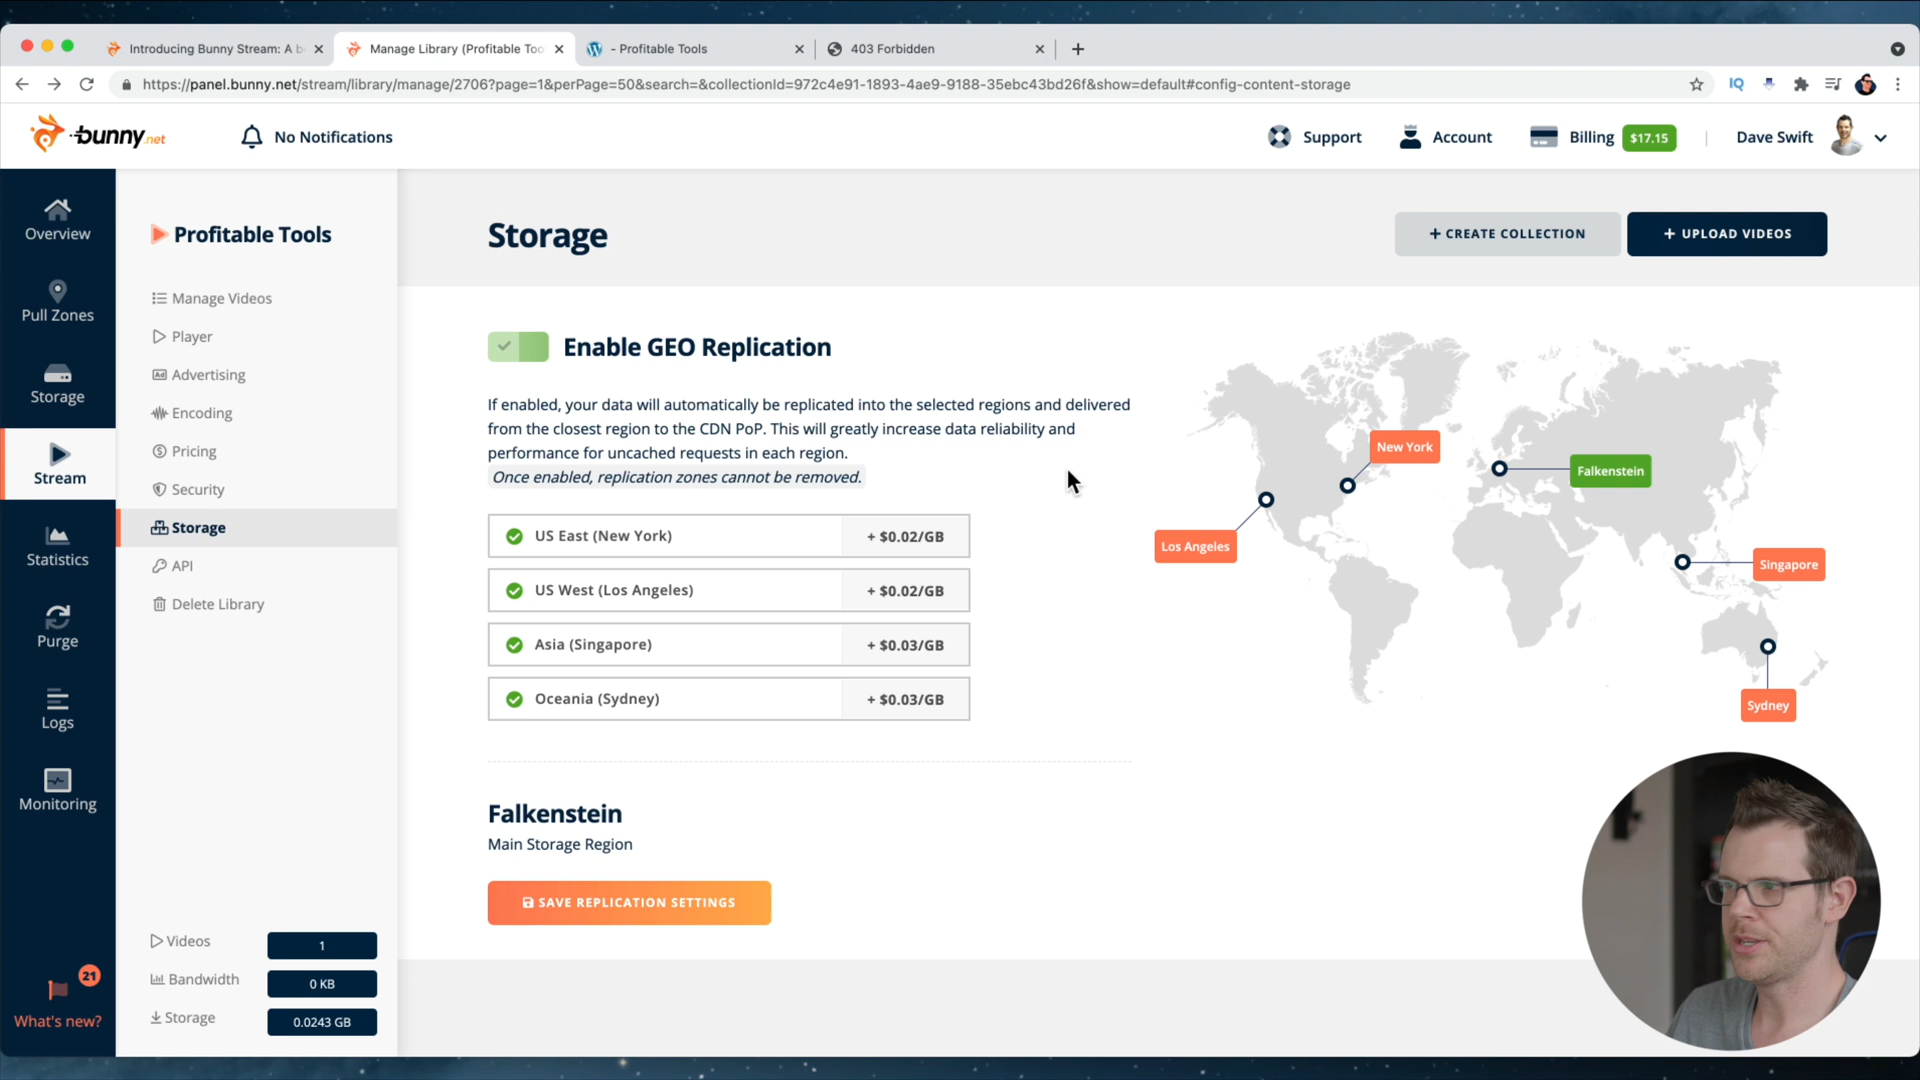 Introducing Bunny Stream: A b
Manage Library (Profitable Too
- Profitable Tools
403 Forbidden
https://panel.bunny.net/stream/library/manage/2706?page=1&perPage=50&search=&collectionId=972c4e91-1893-4ae9-9188-35ebc43bd26f&show=default#config-content-storage
IQ
bunny.net
No Notifications
Support
Account
Billing
$17.15
Dave Swift
Overview
Pull Zones
Storage
Stream
Statistics
Purge
Logs
Monitoring
21
What's new?
Profitable Tools
Manage Videos
Player
Ad Advertising
Encoding
Pricing
Security
Storage
API
Delete Library
Videos 1
Bandwidth 0 KB
Storage 0.0243 GB
Storage
+ CREATE COLLECTION
+ UPLOAD VIDEOS
Enable GEO Replication
If enabled, your data will automatically be replicated into the selected regions and delivered
from the closest region to the CDN PoP. This will greatly increase data reliability and
performance for uncached requests in each region.
Once enabled, replication zones cannot be removed.
US East (New York) + $0.02/GB
US West (Los Angeles) + $0.02/GB
Asia (Singapore) + $0.03/GB
Oceania (Sydney) + $0.03/GB
Falkenstein
Main Storage Region
SAVE REPLICATION SETTINGS
New York
Falkenstein
Los Angeles
Singapore
Sydney